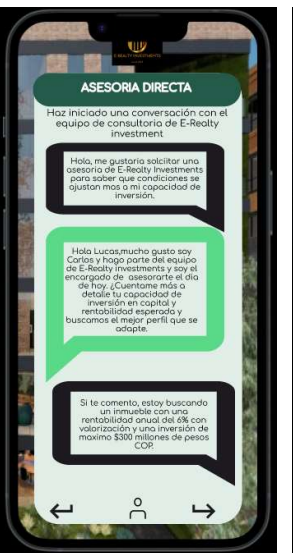 E-REALTY INVESTMENTS
ASESORIA DIRECTA
Haz iniciado una conversación con el
equipo de consultorio de E-Realty
investment
Hola, me gustaria solciitar una
asesoria de E-Realty Investments
para saber que condiciones se
ajustan mas a mi capacidad de
inversión.
Hola Lucas,mucho gusto soy
Carlos y hago parte del equipo
de E-Realty investments y soy el
encargado de asesorarte el dia
de hoy. ¿Cuentame más a
detalle tu capacidad de
inversión en capital y
rentabilidad esperada y
buscamos el mejor perfil que se
adapte.
Si te comento, estoy buscando
un inmueble con una
rentabilidad anual del 6% con
valorización y una inversión de
maximo $300 millones de pesos
COP.